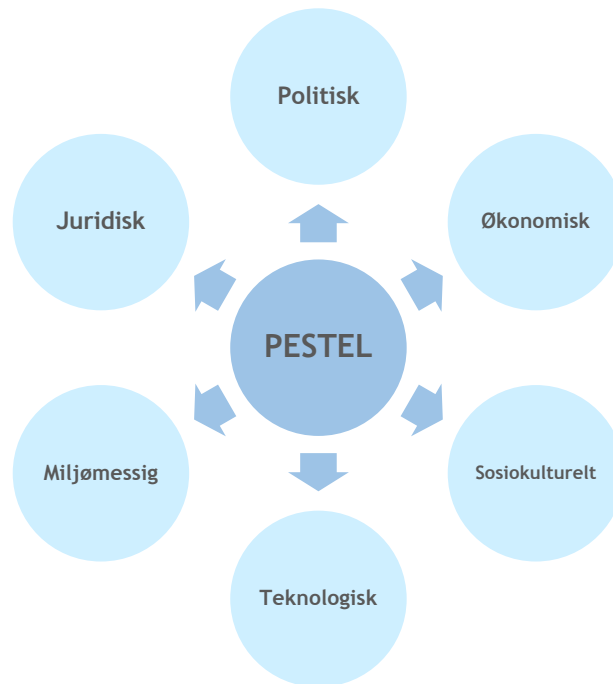 Politisk
Juridisk
Økonomisk
PESTEL
Miljømessig
Sosiokulturelt
Teknologisk